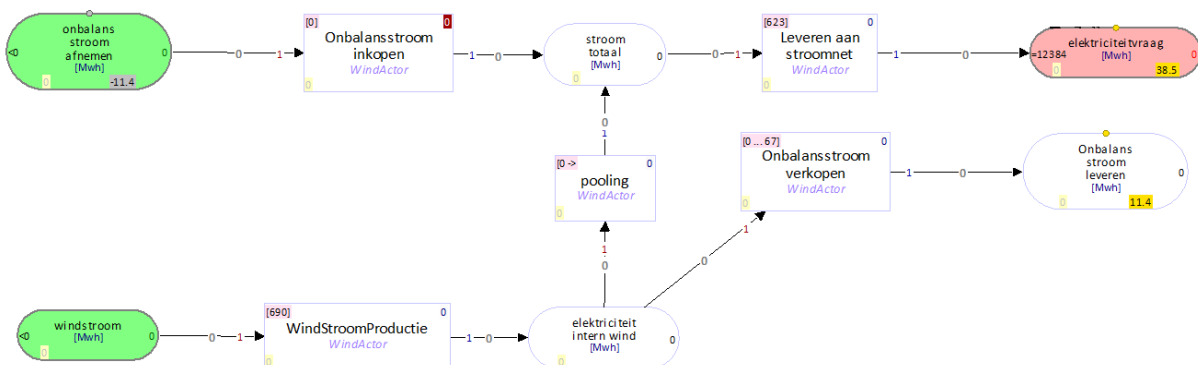 onbalans
stroom
afnemen
[Mwh]
<0
0
0
-11.4
0
1
[0]
0
Onbalansstroom
inkopen
WindActor
0
1
0
stroom
totaal
[Mwh]
0
0
0
1
[623]
0
Leveren aan
stroomnet
WindActor
0
1
0
elektriciteitvraag
=12384
[Mwh]
0
0
38.5
0
1
[0 ->
0
pooling
WindActor
0
1
0
[0 ... 67]
0
Onbalansstroom
verkopen
WindActor
0
1
0
Onbalans
stroom
leveren
[Mwh]
0
0
11.4
1
0
windstroom
<0
[Mwh]
0
0
0
1
[690]
0
WindStroomProductie
WindActor
0
1
0
elektriciteit
intern wind
[Mwh]
0
0